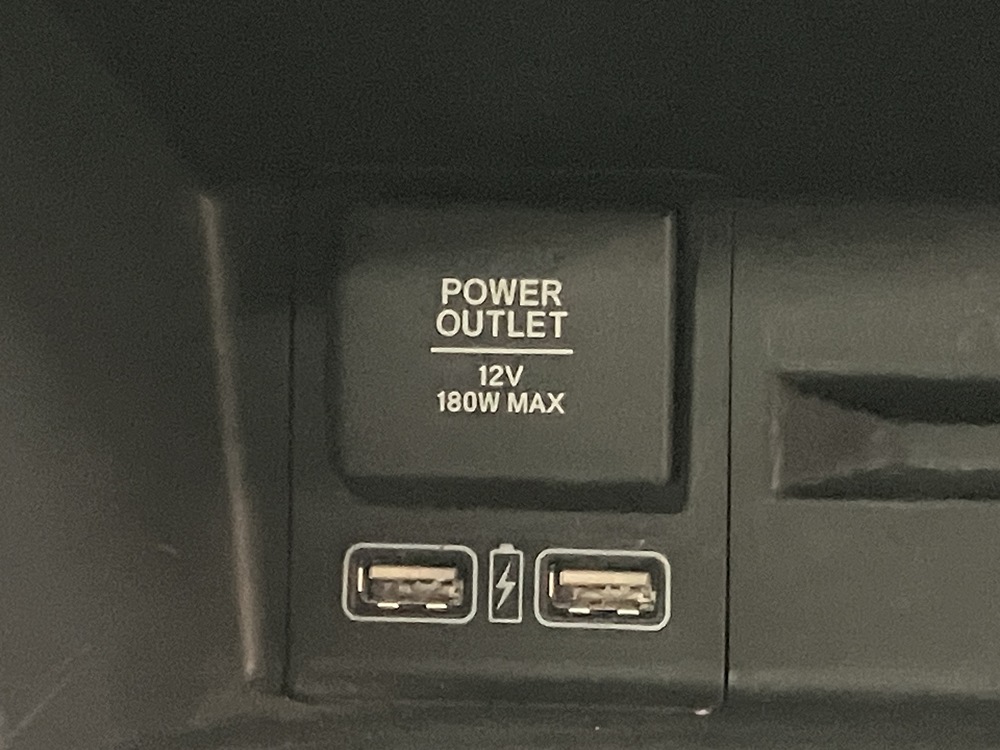 POWER
OUTLET
12V
180W MAX